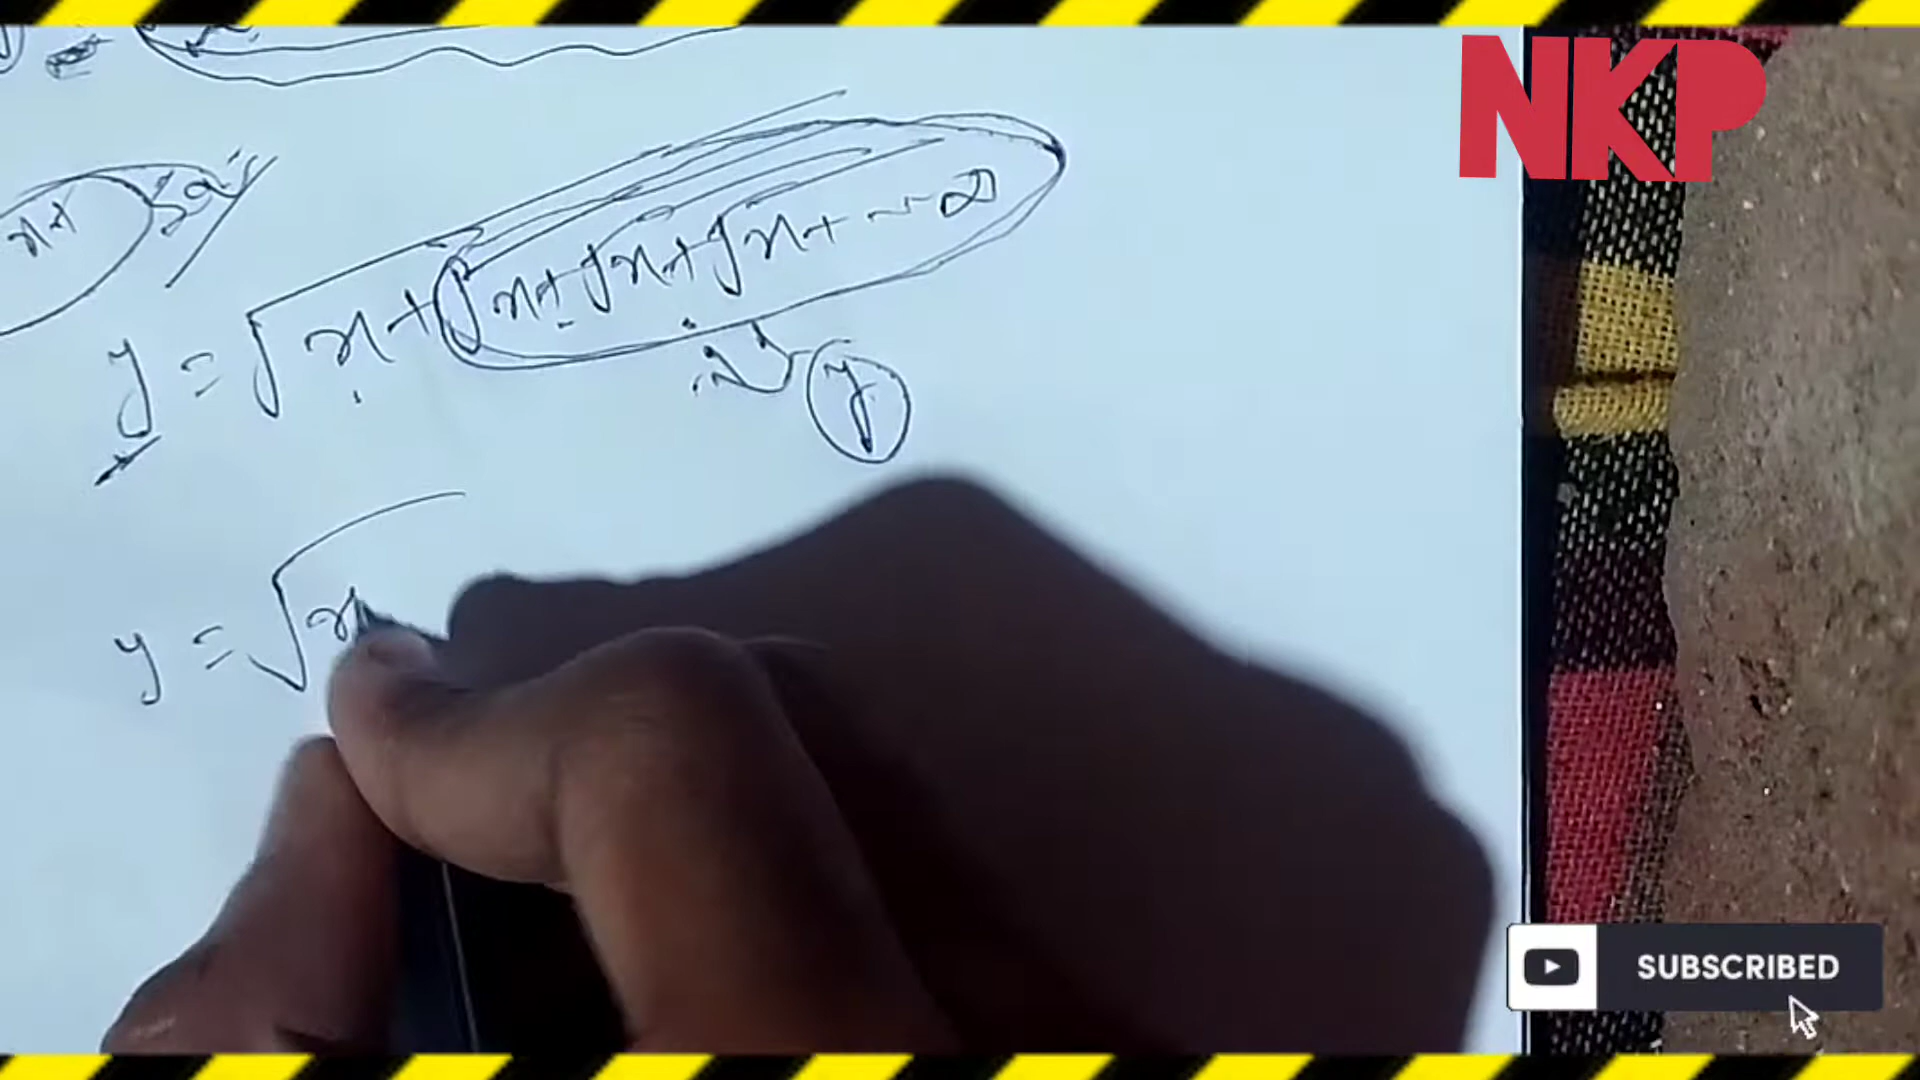 NKP
x+
y = √x+√x+√x+√x+ --- ∞
y
y = √x
SUBSCRIBED